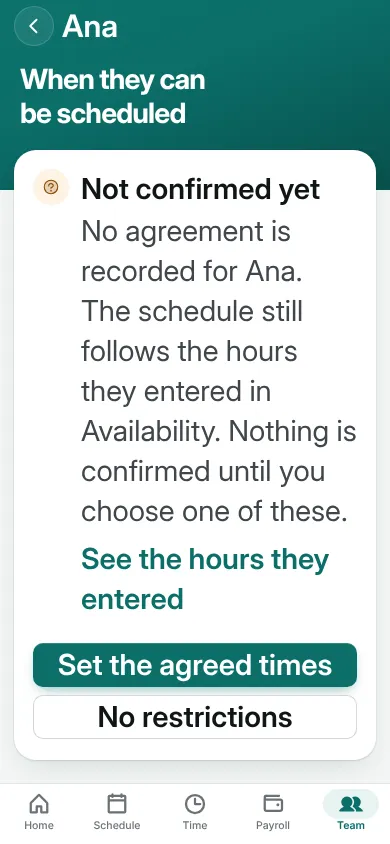 Ana
When they can
be scheduled
Not confirmed yet
No agreement is
recorded for Ana.
The schedule still
follows the hours
they entered in
Availability. Nothing is
confirmed until you
choose one of these.
See the hours they
entered
Set the agreed times
No restrictions
Home Schedule Time Payroll Team